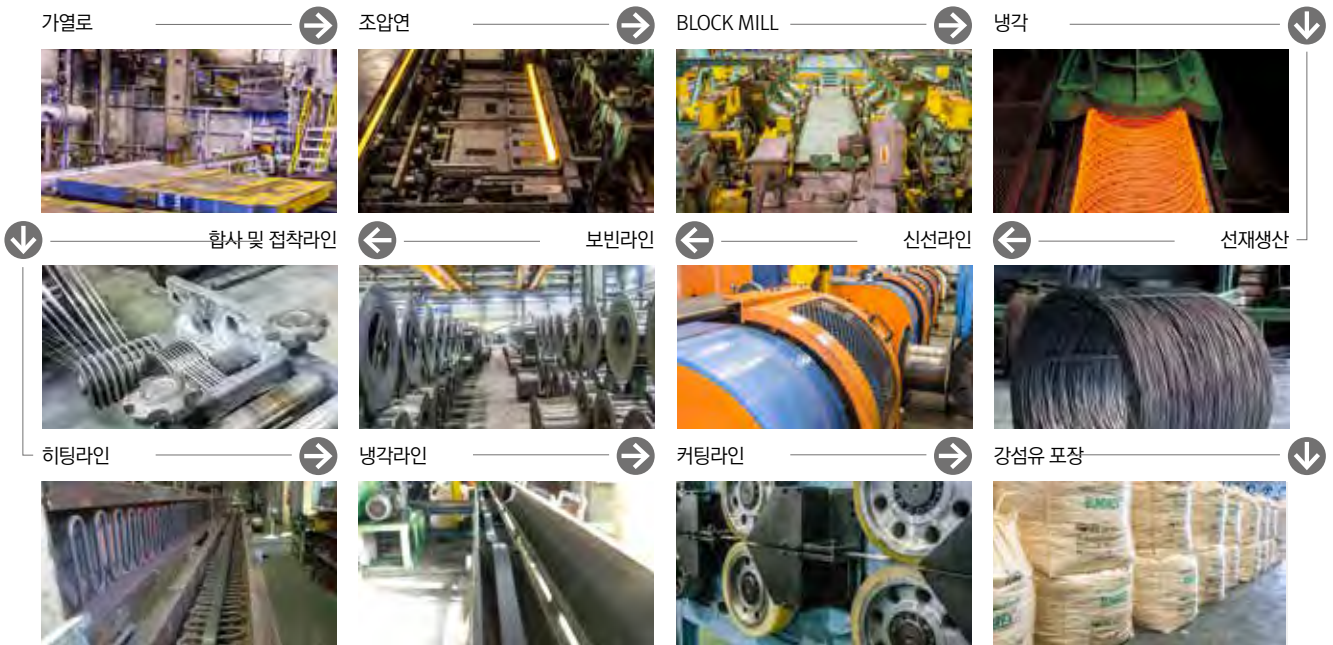 가열로
조압연
BLOCK MILL
냉각
합사 및 접착라인
보빈라인
신선라인
선재생산
히팅라인
냉각라인
커팅라인
강섬유 포장